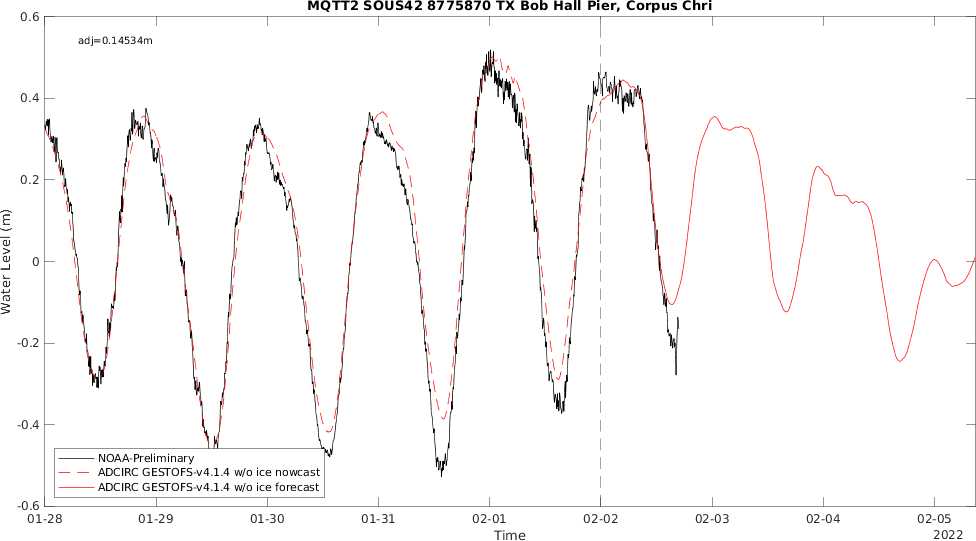 MQTT2 SOUS42 8775870 TX Bob Hall Pier, Corpus Chri
adj=0.14534m
0.6
0.4
0.2
0
-0.2
-0.4
-0.6
Water Level (m)
NOAA-Preliminary
ADCIRC GESTOFS-v4.1.4 w/o ice nowcast
ADCIRC GESTOFS-v4.1.4 w/o ice forecast
01-28 01-29 01-30 01-31 02-01 02-02 02-03 02-04 02-05
Time
2022